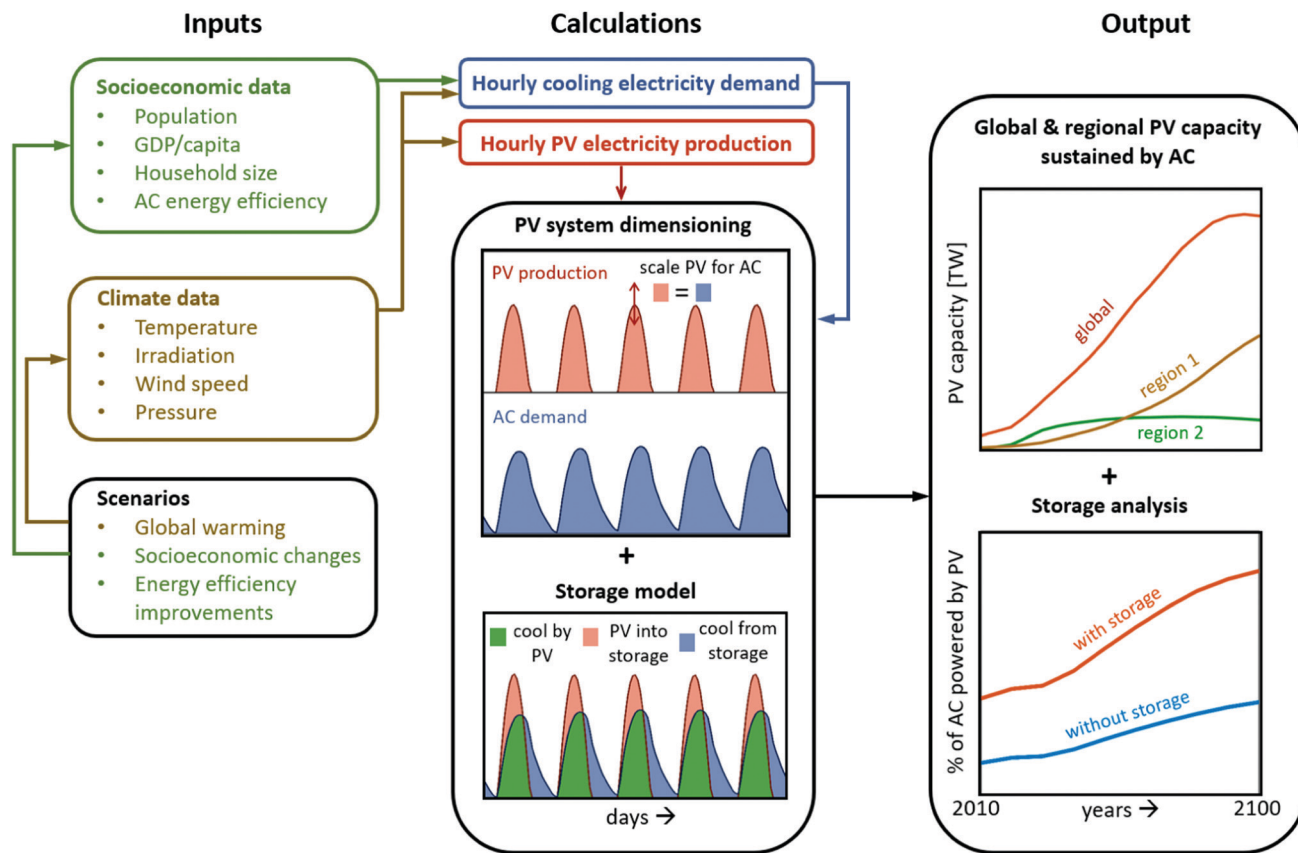 Inputs
Calculations
Output
Socioeconomic data
• Population
• GDP/capita
• Household size
• AC energy efficiency
Climate data
• Temperature
• Irradiation
• Wind speed
• Pressure
Scenarios
• Global warming
• Socioeconomic changes
• Energy efficiency
improvements
Hourly cooling electricity demand
Hourly PV electricity production
PV system dimensioning
PV production
scale PV for AC
=
AC demand
+
Storage model
cool by
PV
PV into
storage
cool from
storage
days →
Global & regional PV capacity
sustained by AC
PV capacity [TW]
global
region 1
region 2
+
Storage analysis
% of AC powered by PV
with storage
without storage
2010
years →
2100